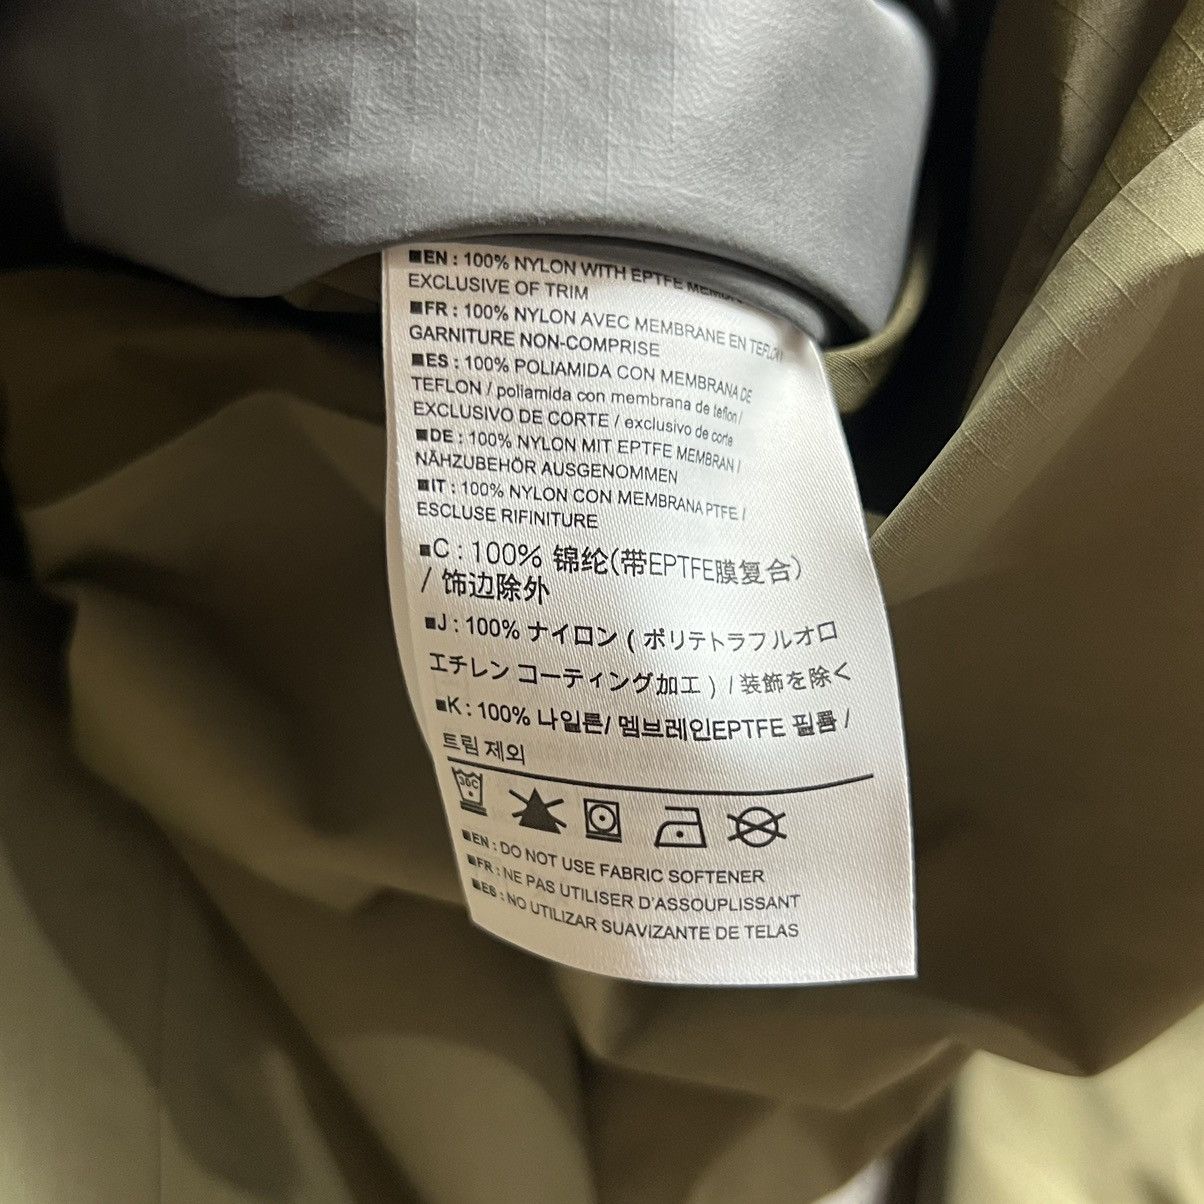 ■EN : 100% NYLON WITH EPTFE
EXCLUSIVE OF TRIM
■FR : 100% NYLON AVEC MEMBRANE EN TEFLON /
GARNITURE NON-COMPRISE
■ES : 100% POLIAMIDA CON MEMBRANA DE
TEFLON / poliamida con membrana de teflon /
EXCLUSIVO DE CORTE / exclusivo de corte
■DE : 100% NYLON MIT EPTFE MEMBRAN /
NÄHZUBEHÖR AUSGENOMMEN
■IT : 100% NYLON CON MEMBRANA PTFE /
ESCLUSE RIFINITURE
■C : 100% 锦纶(带EPTFE膜复合)
/ 饰边除外
■J : 100% ナイロン ( ポリテトラフルオロ
エチレン コーティング加工 ) / 装飾を除く
■K : 100% 나일론/ 멤브레인EPTFE 필름 /
트림 제외
30C
■EN : DO NOT USE FABRIC SOFTENER
■FR : NE PAS UTILISER D'ASSOUPLISSANT
■ES : NO UTILIZAR SUAVIZANTE DE TELAS